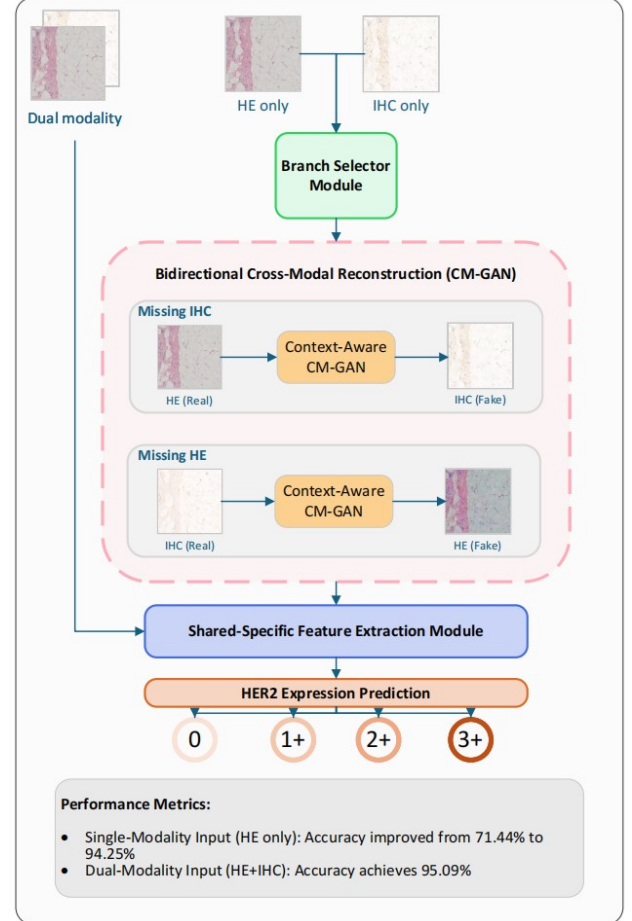 Dual modality
HE only
IHC only
Branch Selector
Module
Bidirectional Cross-Modal Reconstruction (CM-GAN)
Missing IHC
Context-Aware
CM-GAN
HE (Real)
IHC (Fake)
Missing HE
Context-Aware
CM-GAN
IHC (Real)
HE (Fake)
Shared-Specific Feature Extraction Module
HER2 Expression Prediction
0
1+
2+
3+
Performance Metrics:
• Single-Modality Input (HE only): Accuracy improved from 71.44% to
94.25%
• Dual-Modality Input (HE+IHC): Accuracy achieves 95.09%